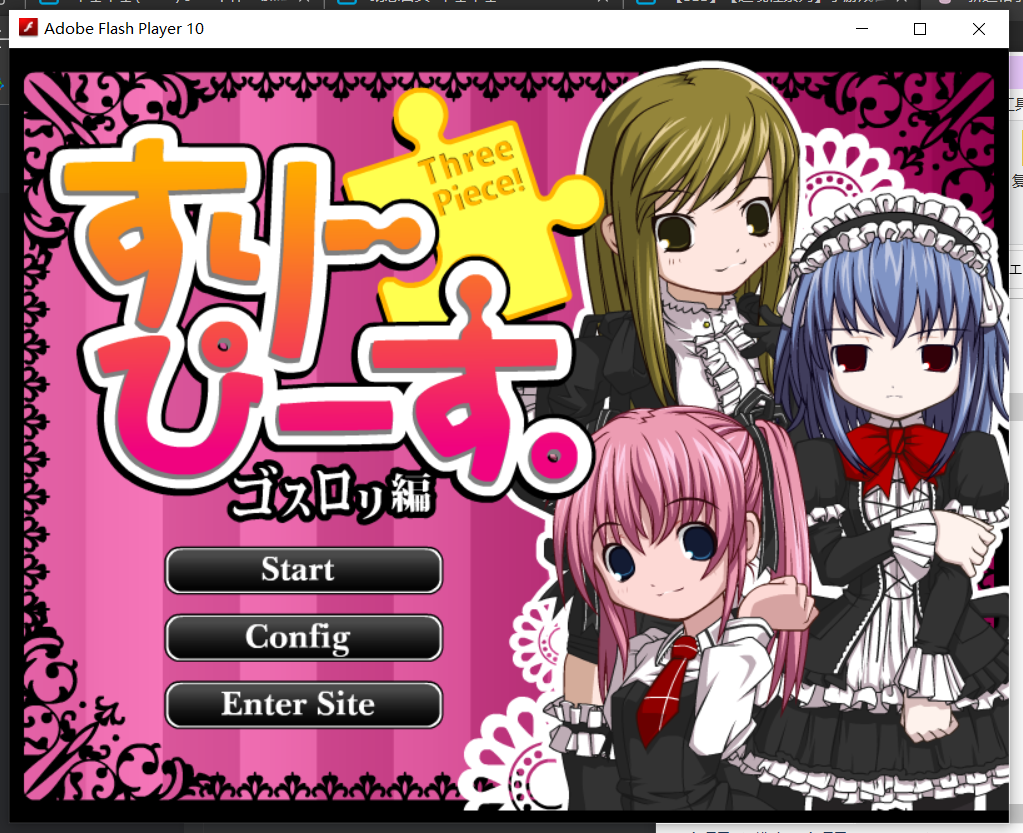 Adobe Flash Player 10
Three
Piece!
すりー
ぴーす。
ゴスロリ編
Start
Config
Enter Site